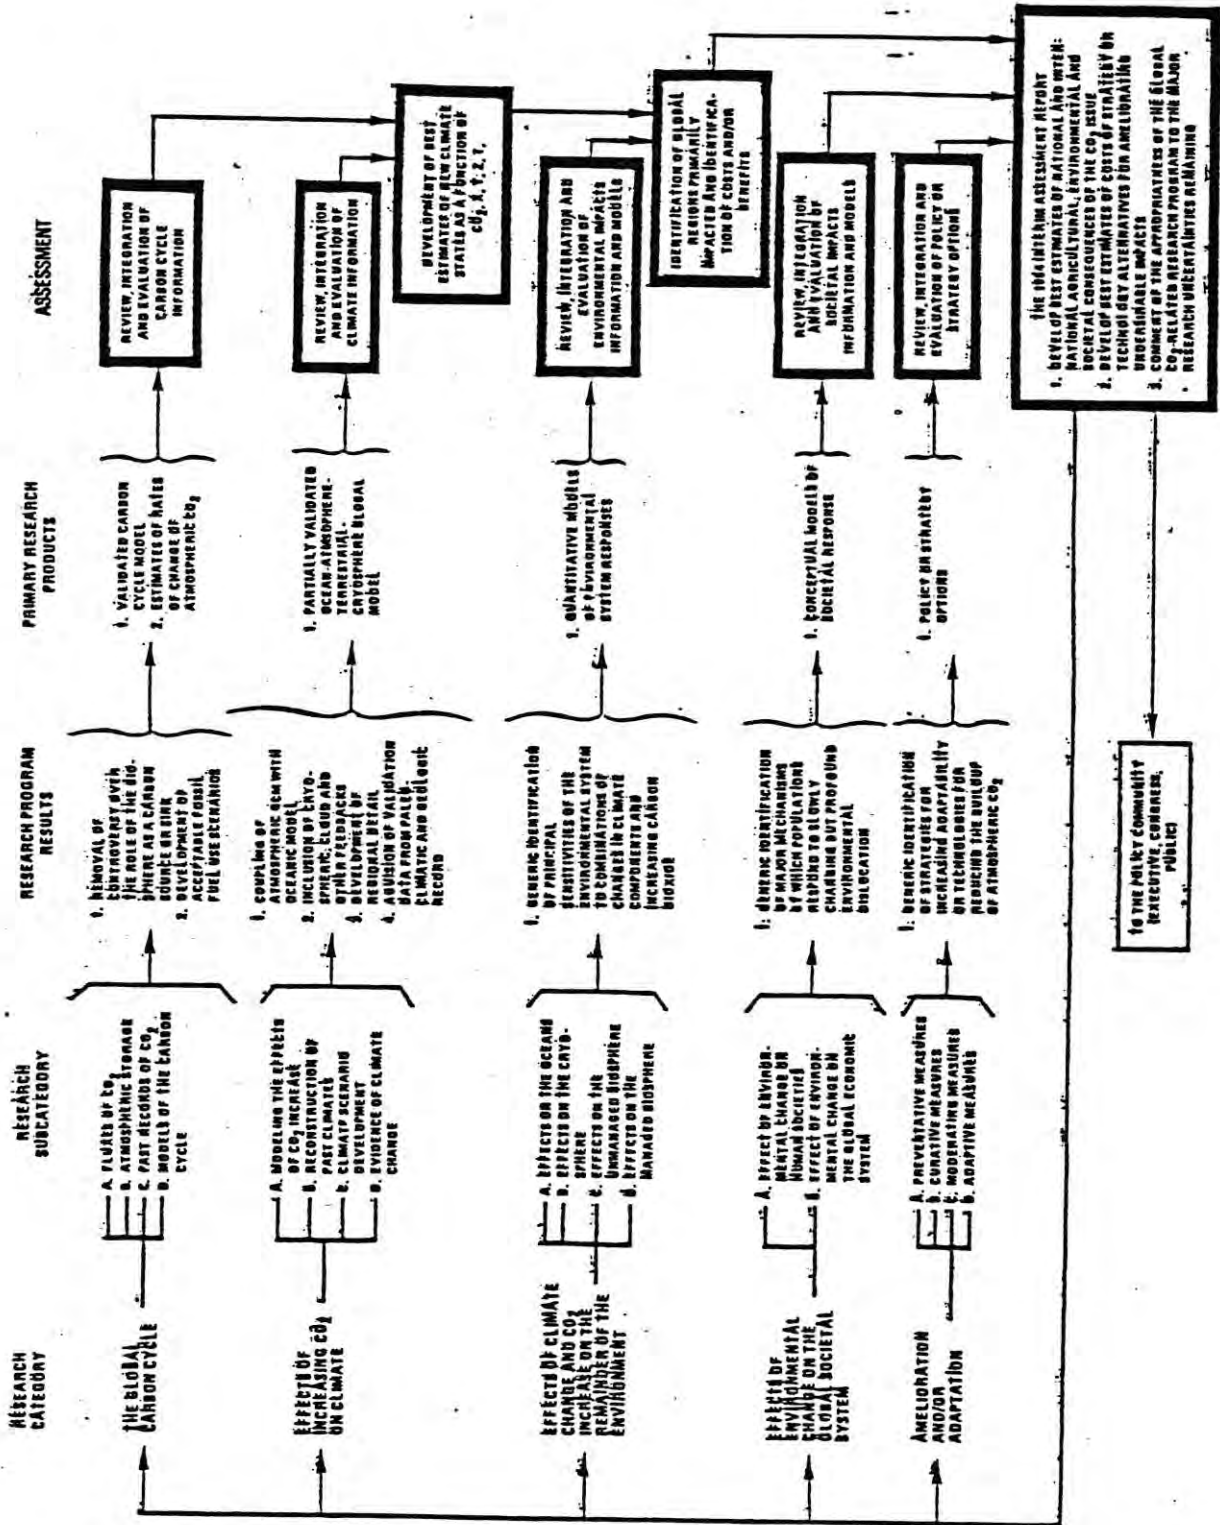 RESEARCH
CATEGORY
RESEARCH
SUBCATEGORY
RESEARCH PROGRAM
RESULTS
PRIMARY RESEARCH
PRODUCTS
ASSESSMENT
THE GLOBAL
CARBON CYCLE
A. FLUXES OF CO₂
B. ATMOSPHERIC STORAGE
C. PAST RECORDS OF CO₂
D. MODELS OF THE CARBON
CYCLE
1. REMOVAL OF
CONTROVERSY OVER
THE ROLE OF THE BIO-
SPHERE AS A CARBON
SOURCE OR SINK
2. DEVELOPMENT OF
ACCEPTABLE FOSSIL
FUEL USE SCENARIOS
1. VALIDATED CARBON
CYCLE MODEL
2. ESTIMATES OF RATES
OF CHANGE OF
ATMOSPHERIC CO₂
REVIEW, INTEGRATION
AND EVALUATION OF
CARBON CYCLE
INFORMATION
EFFECTS OF
INCREASING CO₂
ON CLIMATE
A. MODELING THE EFFECTS
OF CO₂ INCREASE
B. RECONSTRUCTION OF
PAST CLIMATES
C. CLIMATE SCENARIO
DEVELOPMENT
D. EVIDENCE OF CLIMATE
CHANGE
1. COUPLING OF
ATMOSPHERIC GCM WITH
OCEANIC MODEL
2. INCLUSION OF CRYO-
SPHERIC, CLOUD AND
OTHER FEEDBACKS
3. DEVELOPMENT OF
REGIONAL DETAIL
4. AQUISION OF VALIDATION
DATA FROM PALEO-
CLIMATIC AND GEOLOGIC
RECORD
1. PARTIALLY VALIDATED
OCEAN-ATMSOPHERE-
TERRESTRIAL-
CRYOSPHERE GLOBAL
MODEL
REVIEW, INTEGRATION
AND EVALUATION OF
CLIMATE INFORMATION
DEVELOPMENT OF BEST
ESTIMATES OF NEW CLIMATE
STATES AS A FUNCTION OF
CO₂, X, Y, Z, T,
EFFECTS OF CLIMATE
CHANGE AND CO₂
INCREASE ON THE
REMAINDER OF THE
ENVIRONMENT
A. EFFECTS ON THE OCEANS
B. EFFECTS ON THE CRYO-
SPHERE
C. EFFECTS ON THE
UNMANAGED BIOSPHERE
d. EFFECTS ON THE
MANAGED BIOSPHERE
1. GENERIC IDENTIFICATION
OF PRINCIPAL
SENSITIVITIES OF THE
ENVIRONMENTAL SYSTEM
TO COMBINATIONS OF
CHANGES IN CLIMATE
COMPONENTS AND
INCREASING CARBON
DIOXIDE
1. QUANTITATIVE MODELS
OF ENVIRONMENTAL
SYSTEM RESPONSES
REVIEW, INTEGRATION AND
EVALUATION OF
ENVIRONMENTAL IMPACTS
INFORMATION AND MODELS
IDENTIFICATION OF GLOBAL
REGIONS PRIMARILY
IMPACTED AND IDENTIFICA-
TION OF COSTS AND/OR
BENEFITS
EFFECTS OF
ENVIRONMENTAL
CHANGE ON THE
GLOBAL SOCIETAL
SYSTEM
A. EFFECT OF ENVIRON-
MENTAL CHANGE ON
HUMAN SOCIETIES
B. EFFECT OF ENVIRON-
MENTAL CHANGE ON
THE GLOBAL ECONOMIC
SYSTEM
1. GENERIC IDENTIFICATION
OF MAJOR MECHANISMS
BY WHICH POPULATIONS
RESPOND TO SLOWLY
CHANGING BUT PROFOUND
ENVIRONMENTAL
DISLOCATION
1. CONCEPTUAL MODELS OF
SOCIETAL RESPONSE
REVIEW, INTEGRATION
AND EVALUATION OF
SOCIETAL IMPACTS
INFORMATION AND MODELS
AMELIORATION
AND/OR
ADAPTATION
A. PREVENTATIVE MEASURES
b. CURATIVE MEASURES
C. MODERATING MEASURES
b. ADAPTIVE MEASURES
1. GENERIC IDENTIFICATION
OF STRATEGIES FOR
INCREASING ADAPTABILITY
OR TECHNOLOGIES FOR
REDUCING THE BUILDUP
OF ATMOSPHERIC CO₂
1. POLICY OR STRATEGY
OPTIONS
REVIEW, INTEGRATION AND
EVALUATION OF POLICY OR
STRATEGY OPTIONS
INTERIM ASSESSMENT REPORT
1. DEVELOP BEST ESTIMATES OF NATIONAL AND INTER-
NATIONAL AGRICULTURAL, ENVIRONMENTAL AND
SOCIETAL CONSEQUENCES OF THE CO₂ ISSUE
2. DEVELOP BEST ESTIMATES OF COSTS OF STRATEGY OR
TECHNOLOGY ALTERNATIVES FOR AMELIORATING
UNDESIRABLE IMPACTS
3. COMMENT OF THE APPROPRIATNESS OF THE GLOBAL
CO₂-RELATED RESEARCH PROGRAM TO THE MAJOR
RESEARCH UNCERTAINTIES REMAINING
TO THE POLICY COMMUNITY
(EXECUTIVE, CONGRESS,
PUBLIC)